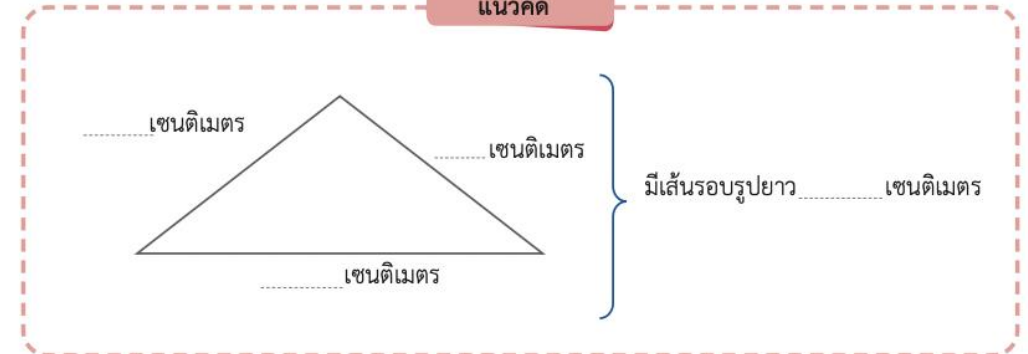 แนวคิด
............เซนติเมตร
.........เซนติเมตร
มีเส้นรอบรูปยาว..............เซนติเมตร
..............เซนติเมตร